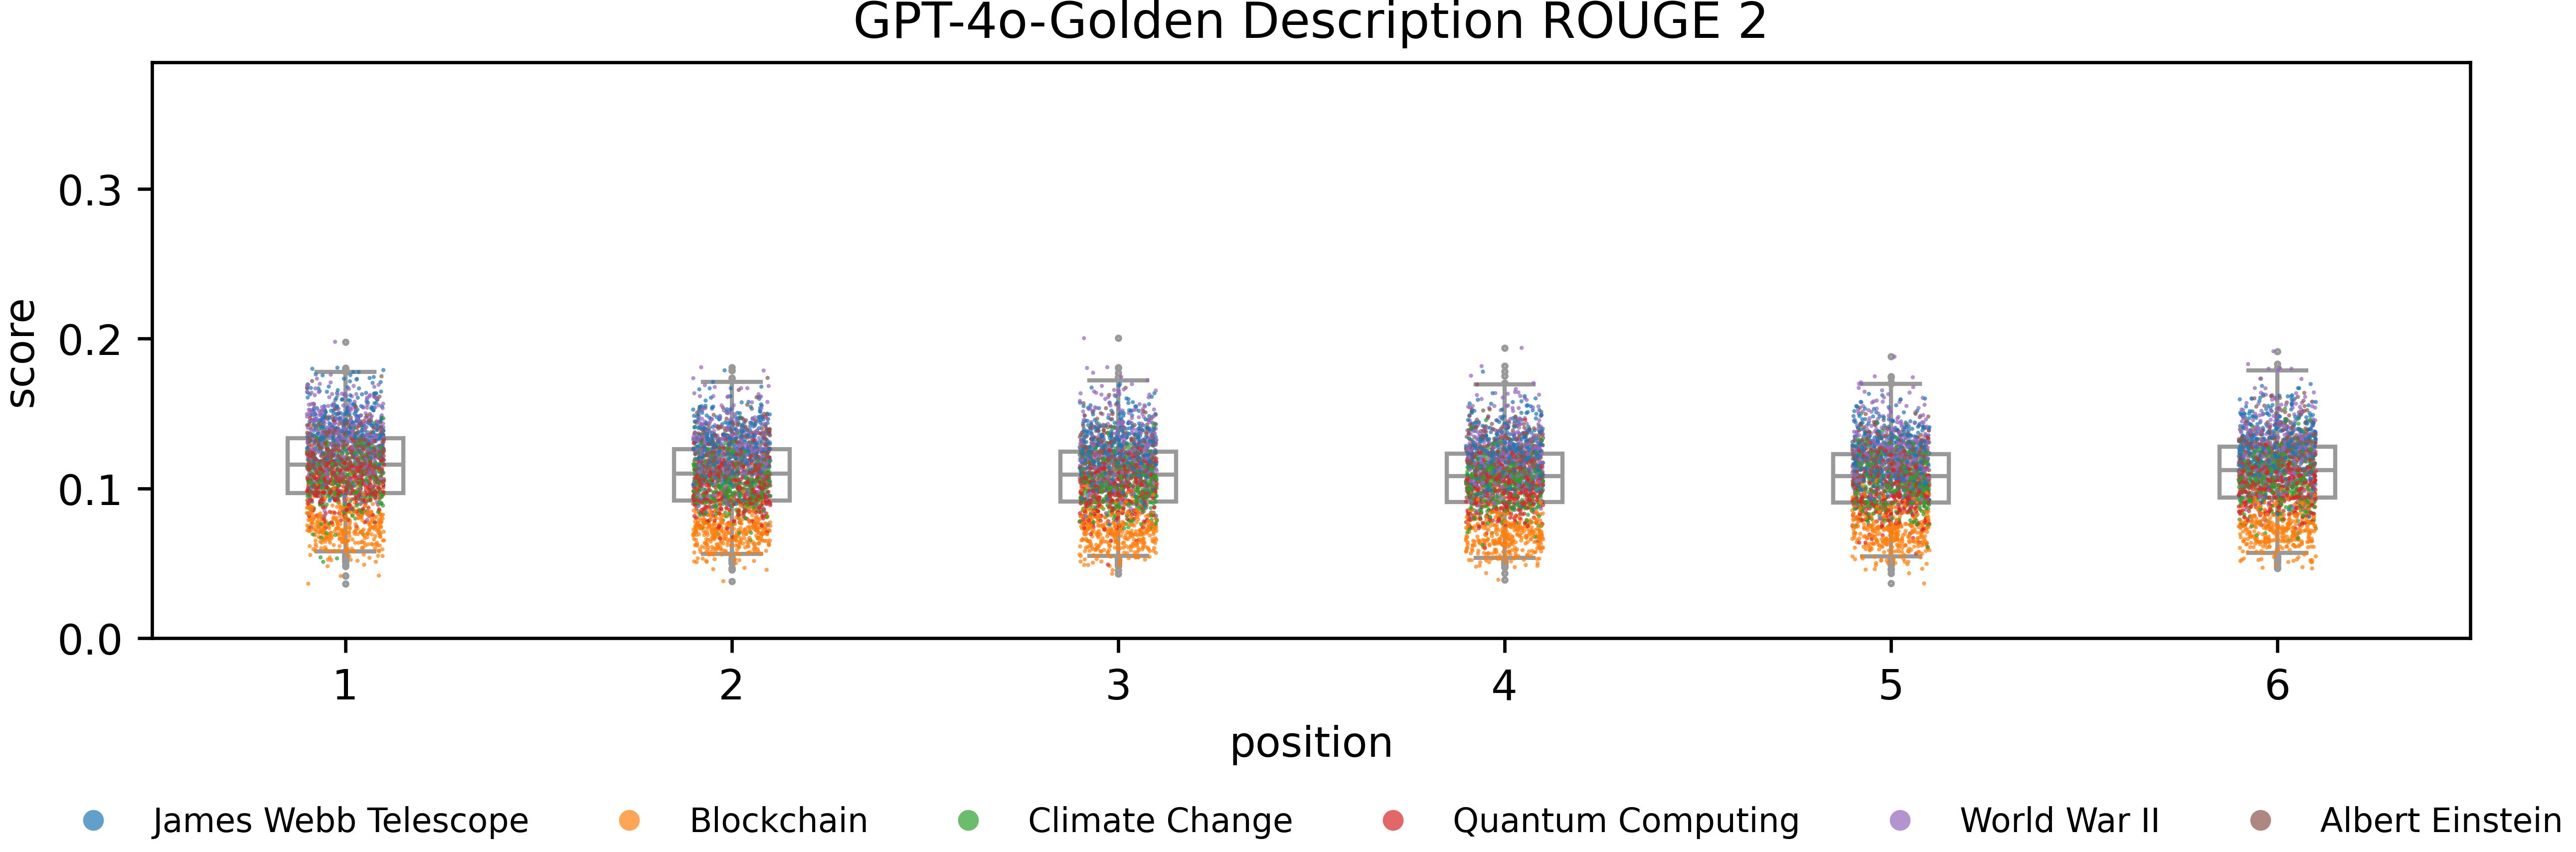 GPT-4o-Golden Description ROUGE 2
score
0.3
0.2
0.1
0.0
1 2 3 4 5 6
position
James Webb Telescope Blockchain Climate Change Quantum Computing World War II Albert Einstein